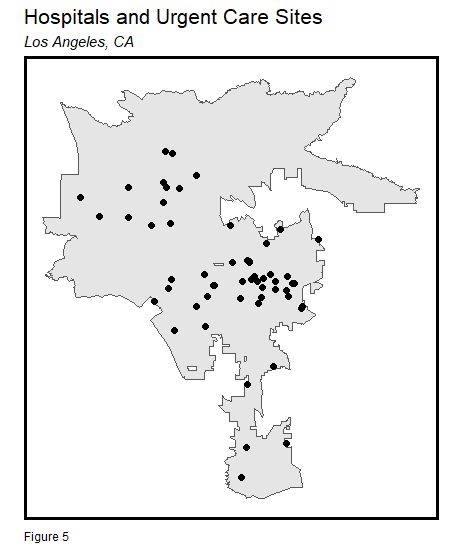 Hospitals and Urgent Care Sites
Los Angeles, CA
Figure 5